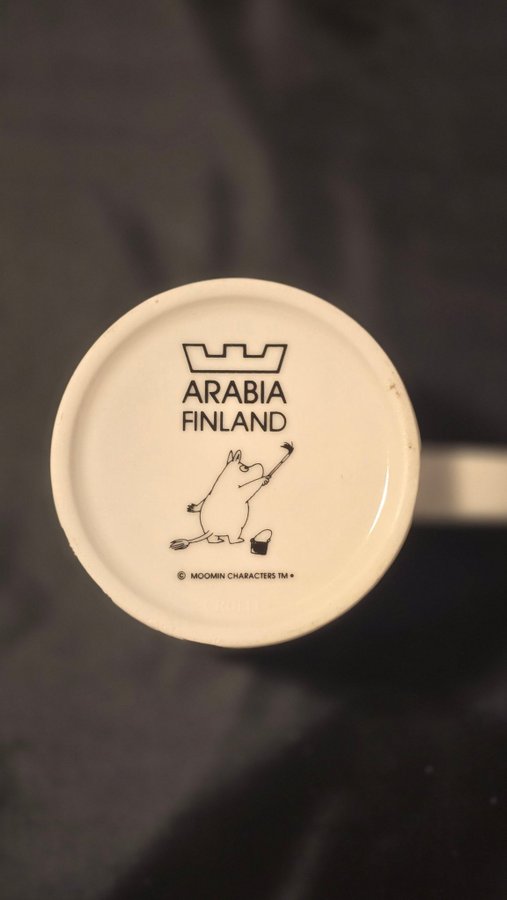 ARABIA
FINLAND
© MOOMIN CHARACTERS TM •